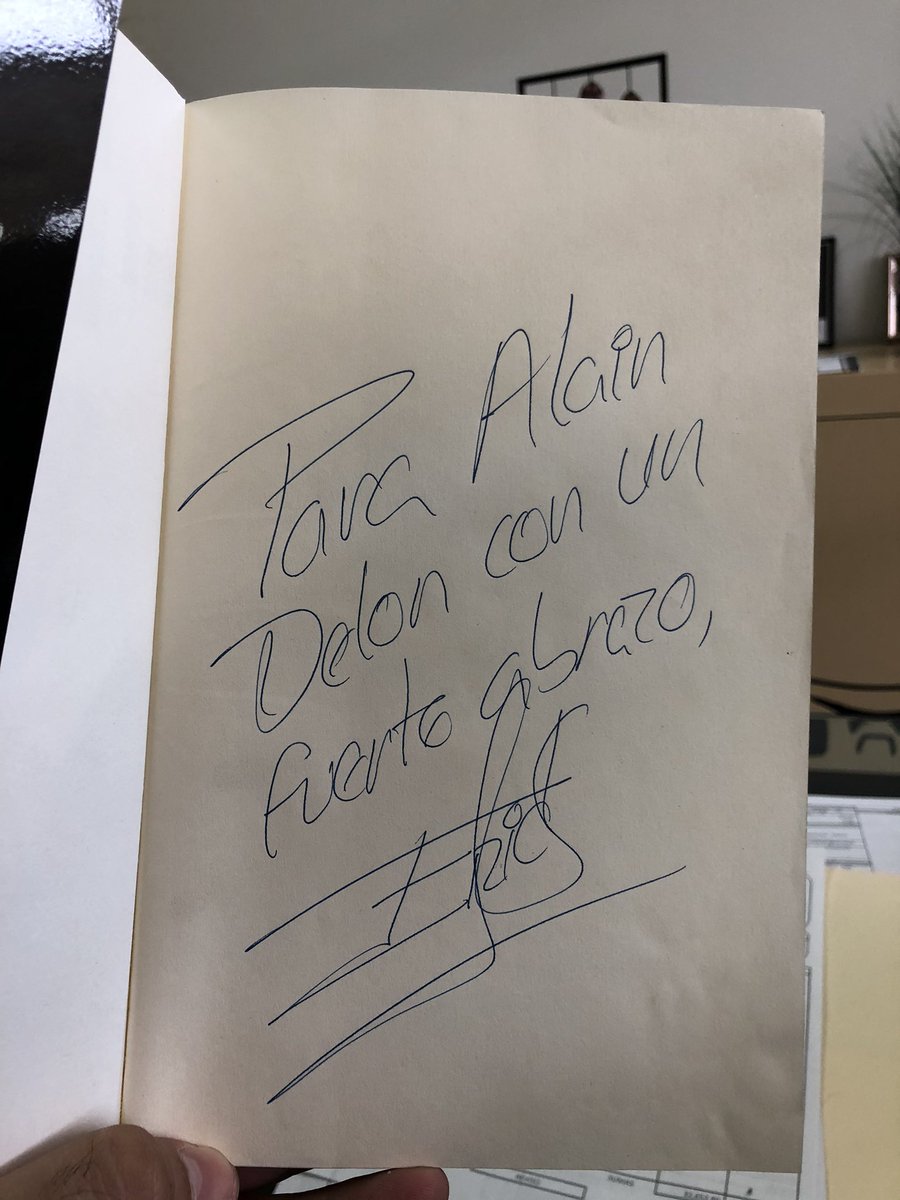 Para Alain
Delon con un
fuerte abrazo,